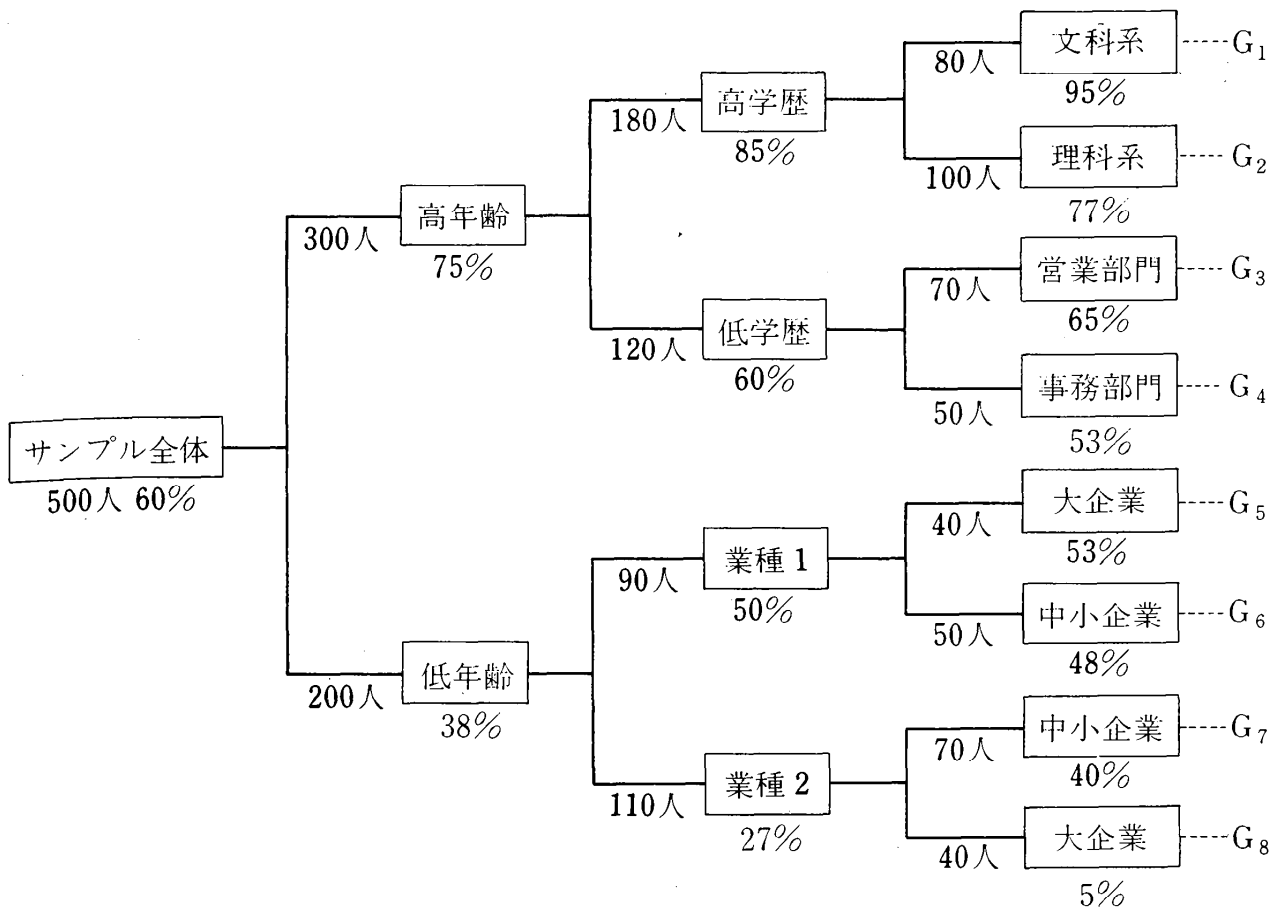 サンプル全体
500人 60%
300人
高年齢
75%
200人
低年齢
38%
180人
高学歴
85%
120人
低学歴
60%
90人
業種1
50%
110人
業種2
27%
80人
文科系
G₁
95%
100人
理科系
G₂
77%
70人
営業部門
G₃
65%
50人
事務部門
G₄
53%
40人
大企業
G₅
53%
50人
中小企業
G₆
48%
70人
中小企業
G₇
40%
40人
大企業
G₈
5%